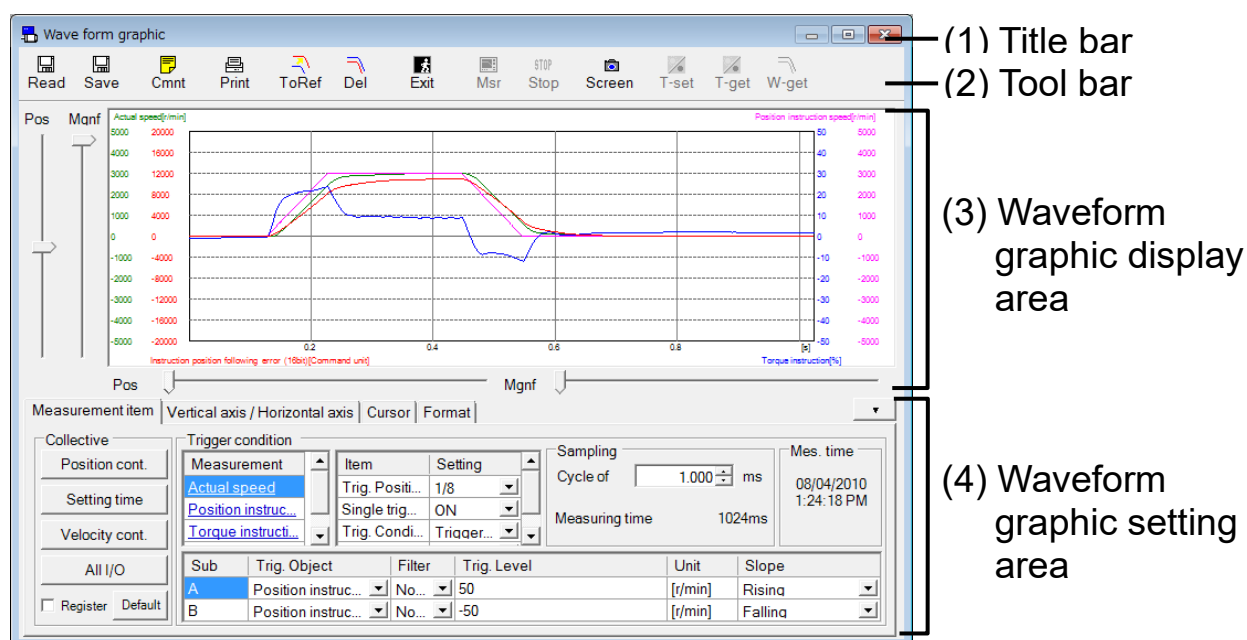 Wave form graphic
(1) Title bar
Read Save Cmnt Print ToRef Del Exit Msr STOP Stop Screen T-set T-get W-get
(2) Tool bar
Pos Mgnf
Actual speed[r/min]
Position instruction speed[r/min]
5000 20000 50 5000
4000 16000 40 4000
3000 12000 30 3000
2000 8000 20 2000
1000 4000 10 1000
0 0 0 0
-1000 -4000 -10 -1000
-2000 -8000 -20 -2000
-3000 -12000 -30 -3000
-4000 -16000 -40 -4000
-5000 -20000 0.2 0.4 0.6 0.8 [s] -50 -5000
Instruction position following error (16bit)[Command unit]
Torque instruction[%]
(3) Waveform
graphic display
area
Pos Mgnf
Measurement item Vertical axis / Horizontal axis Cursor Format
Collective
Position cont.
Setting time
Velocity cont.
All I/O
Register Default
Trigger condition
Measurement
Actual speed
Position instruc...
Torque instructi...
Item Setting
Trig. Positi... 1/8
Single trig... ON
Trig. Condi... Trigger...
Sampling
Cycle of 1.000 ms
Measuring time 1024ms
Mes. time
08/04/2010
1:24:18 PM
Sub Trig. Object Filter Trig. Level Unit Slope
A Position instruc... No... 50 [r/min] Rising
B Position instruc... No... -50 [r/min] Falling
(4) Waveform
graphic setting
area